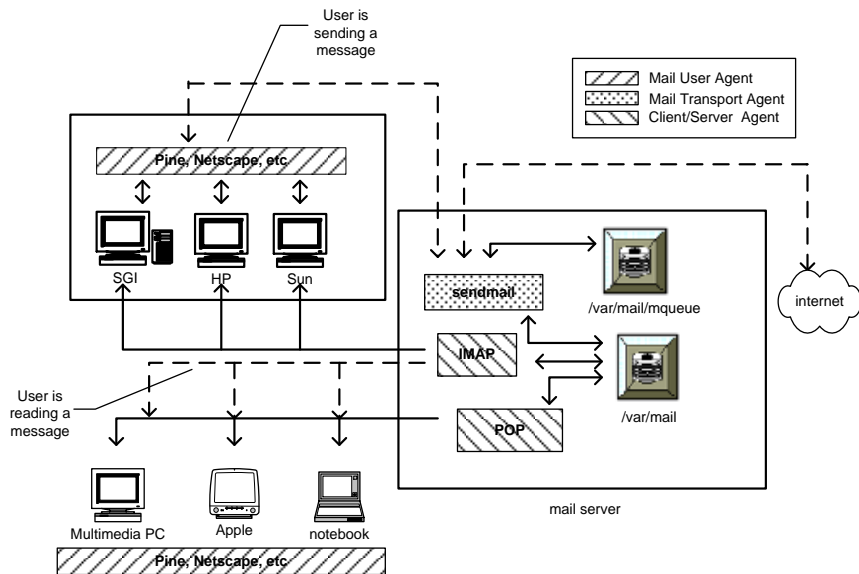 User is
sending a
message
Mail User Agent
Mail Transport Agent
Client/Server Agent
Pine, Netscape, etc
SGI
HP
Sun
sendmail
/var/mail/mqueue
internet
IMAP
User is
reading a
message
/var/mail
POP
mail server
Multimedia PC
Apple
notebook
Pine, Netscape, etc